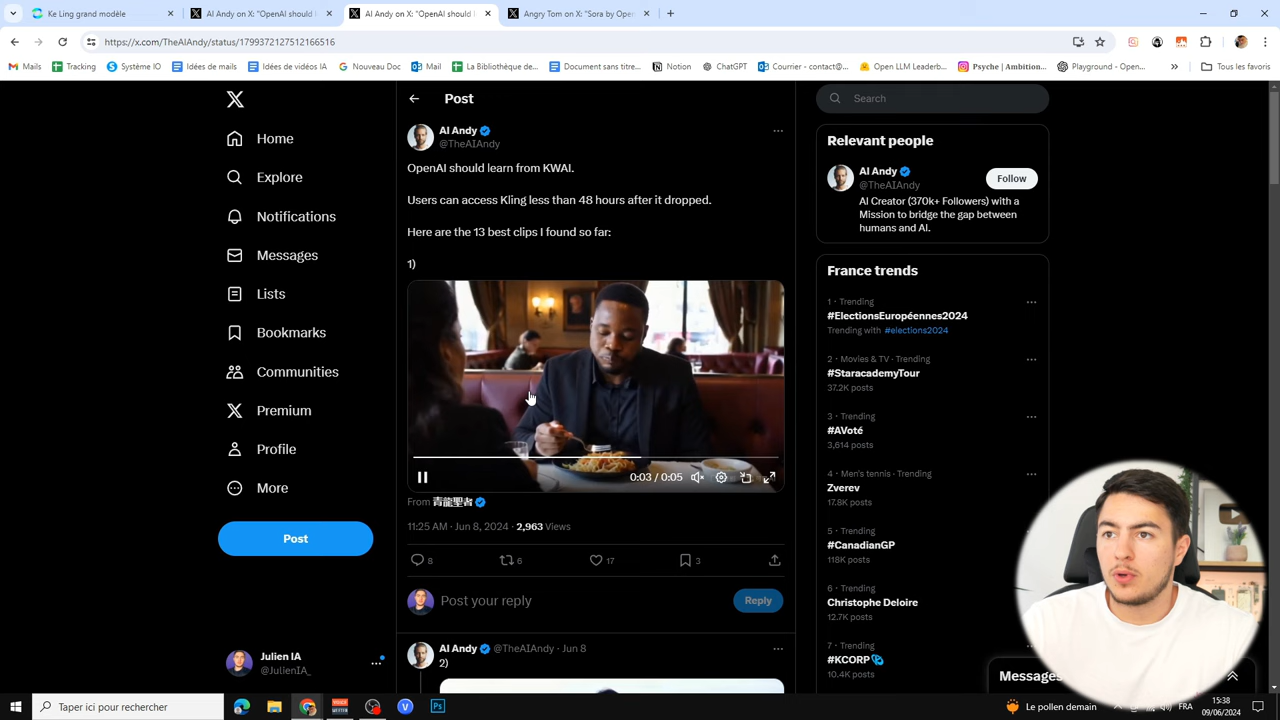 Ke Ling grand modèle
AI Andy on X: "OpenAI should l
AI Andy on X: "OpenAI should l
Angry Tom on X: "Sora by Open
https://x.com/TheAIAndy/status/1799372127512166516
Mails
Tracking
Système IO
Idées de mails
Idées de vidéos IA
Nouveau Doc
Mail
La Bibliothèque de...
Document sans titre...
Notion
ChatGPT
Courrier - contact@...
Open LLM Leaderb...
Psyche | Ambition...
Playground - Open...
Tous les favoris
Home
Explore
Notifications
Messages
Lists
Bookmarks
Communities
Premium
Profile
More
Post
Julien IA
@JulienIA_
Post
AI Andy
@TheAIAndy
OpenAI should learn from KWAI.
Users can access Kling less than 48 hours after it dropped.
Here are the 13 best clips I found so far:
1)
0:03 / 0:05
From 青龍聖者
11:25 AM · Jun 8, 2024 · 2,963 Views
8
6
17
3
Post your reply
Reply
AI Andy @TheAIAndy · Jun 8
2)
Search
Relevant people
AI Andy
@TheAIAndy
Follow
AI Creator (370k+ Followers) with a
Mission to bridge the gap between
humans and AI.
France trends
1 · Trending
#ElectionsEuropéennes2024
Trending with #elections2024
2 · Movies & TV · Trending
#StaracademyTour
37.2K posts
3 · Trending
#AVoté
3,614 posts
4 · Men's tennis · Trending
Zverev
17.8K posts
5 · Trending
#CanadianGP
118K posts
6 · Trending
Christophe Deloire
12.7K posts
7 · Trending
#KCORP
10.4K posts
Messages
Taper ici pour rechercher
Le pollen demain
FRA
15:38
09/06/2024